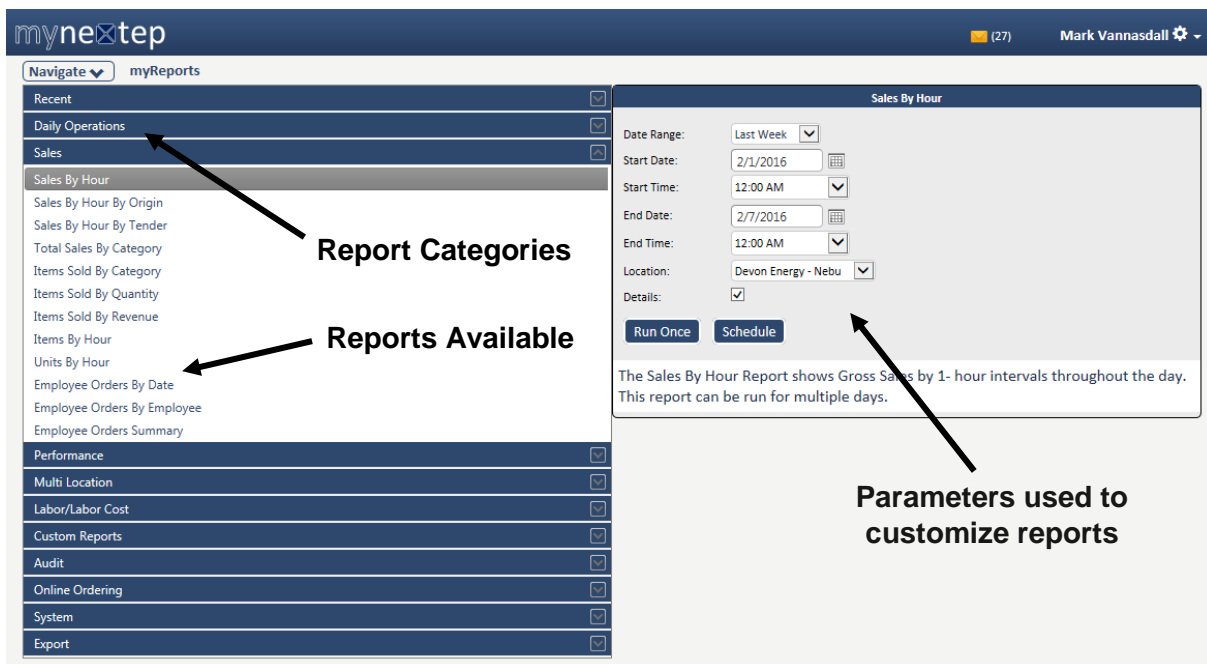 mynextep
(27)
Mark Vannasdall
Navigate
myReports
Recent
Daily Operations
Sales
Sales By Hour
Sales By Hour By Origin
Sales By Hour By Tender
Total Sales By Category
Items Sold By Category
Items Sold By Quantity
Items Sold By Revenue
Items By Hour
Units By Hour
Employee Orders By Date
Employee Orders By Employee
Employee Orders Summary
Performance
Multi Location
Labor/Labor Cost
Custom Reports
Audit
Online Ordering
System
Export
Report Categories
Reports Available
Sales By Hour
Date Range: Last Week
Start Date: 2/1/2016
Start Time: 12:00 AM
End Date: 2/7/2016
End Time: 12:00 AM
Location: Devon Energy - Nebu
Details:
Run Once Schedule
The Sales By Hour Report shows Gross Sales by 1- hour intervals throughout the day.
This report can be run for multiple days.
Parameters used to
customize reports